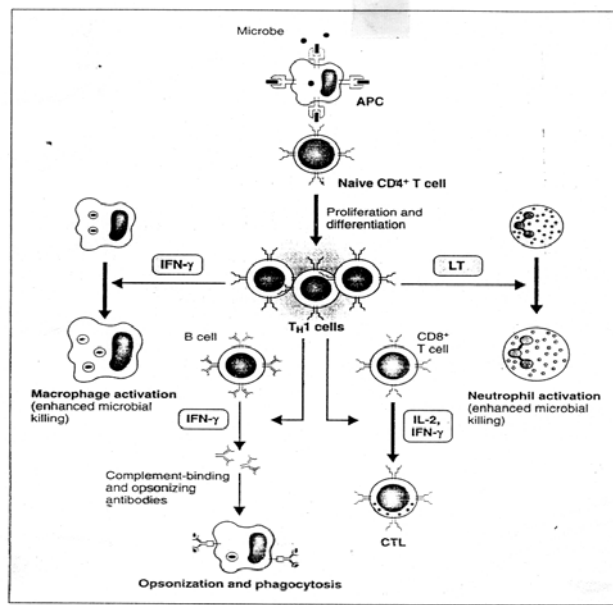 Microbe
APC
Naive CD4⁺ T cell
Proliferation and
differentiation
IFN-γ
LT
T_H1 cells
B cell
CD8⁺
T cell
Macrophage activation
(enhanced microbial
killing)
Neutrophil activation
(enhanced microbial
killing)
IFN-γ
IL-2,
IFN-γ
Complement-binding
and opsonizing
antibodies
CTL
Opsonization and phagocytosis